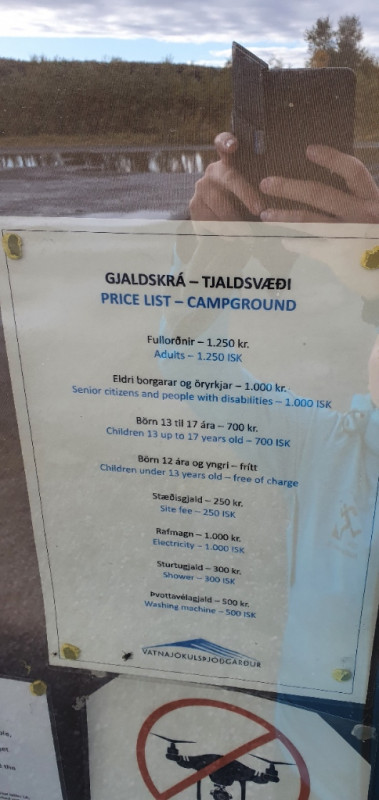 GJALDSKRÁ – TJALDSVÆÐI
PRICE LIST – CAMPGROUND
Fullorðnir – 1.250 kr.
Adults – 1.250 ISK
Eldri borgarar og öryrkjar – 1.000 kr.
Senior citizens and people with disabilities – 1.000 ISK
Börn 13 til 17 ára – 700 kr.
Children 13 up to 17 years old – 700 ISK
Börn 12 ára og yngri – frítt
Children under 13 years old – free of charge
Stæðisgjald – 250 kr.
Site fee – 250 ISK
Rafmagn – 1.000 kr.
Electricity – 1.000 ISK
Sturtugjald – 300 kr.
Shower – 300 ISK
Þvottavélagjald – 500 kr.
Washing machine – 500 ISK
VATNAJÖKULSÞJÓÐGARÐUR
the